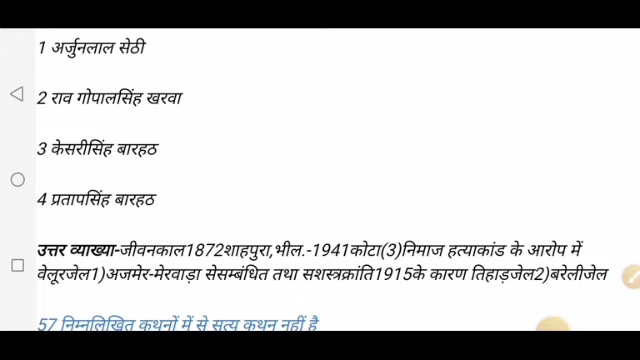 1 अर्जुनलाल सेठी
2 राव गोपालसिंह खरवा
3 केसरीसिंह बारहठ
4 प्रतापसिंह बारहठ
उत्तर व्याख्या-जीवनकाल1872शाहपुरा,भील.-1941कोटा(3)निमाज हत्याकांड के आरोप में
वेलूरजेल1)अजमेर-मेरवाड़ा सेसम्बंधित तथा सशस्त्रक्रांति1915के कारण तिहाड़जेल2)बरेलीजेल
57 निम्नलिखित कथनों में से सत्य कथन नहीं है